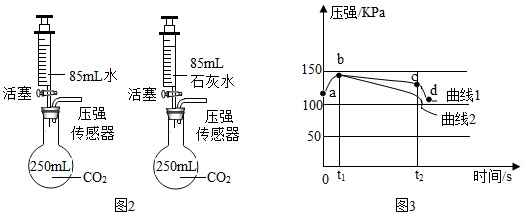 85mL水
活塞
压强
传感器
250mL
CO2
85mL
石灰水
活塞
压强
传感器
250mL
CO2
图2
压强/KPa
150
100
50
0
a
b
c
d
曲线1
曲线2
t1
t2
时间/s
图3